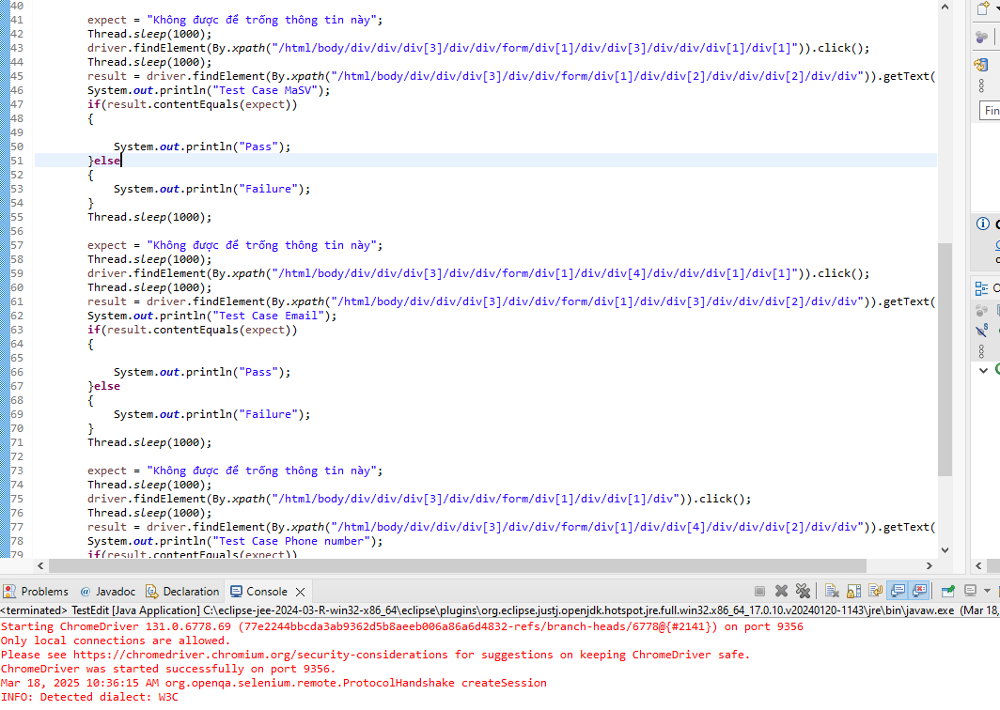 40
41 expect = "Không được để trống thông tin này";
42 Thread.sleep(1000);
43 driver.findElement(By.xpath("/html/body/div/div/div[3]/div/div/form/div[1]/div/div[3]/div/div/div[1]/div[1]")).click();
44 Thread.sleep(1000);
45 result = driver.findElement(By.xpath("/html/body/div/div/div[3]/div/div/form/div[1]/div/div[2]/div/div/div[2]/div/div")).getText(
46 System.out.println("Test Case MaSV");
47 if(result.contentEquals(expect))
48 {
49
50 System.out.println("Pass");
51 }else
52 {
53 System.out.println("Failure");
54 }
55 Thread.sleep(1000);
56
57 expect = "Không được để trống thông tin này";
58 Thread.sleep(1000);
59 driver.findElement(By.xpath("/html/body/div/div/div[3]/div/div/form/div[1]/div/div[4]/div/div/div[1]/div[1]")).click();
60 Thread.sleep(1000);
61 result = driver.findElement(By.xpath("/html/body/div/div/div[3]/div/div/form/div[1]/div/div[3]/div/div/div[2]/div/div")).getText(
62 System.out.println("Test Case Email");
63 if(result.contentEquals(expect))
64 {
65
66 System.out.println("Pass");
67 }else
68 {
69 System.out.println("Failure");
70 }
71 Thread.sleep(1000);
72
73 expect = "Không được để trống thông tin này";
74 Thread.sleep(1000);
75 driver.findElement(By.xpath("/html/body/div/div/div[3]/div/div/form/div[1]/div/div[1]/div")).click();
76 Thread.sleep(1000);
77 result = driver.findElement(By.xpath("/html/body/div/div/div[3]/div/div/form/div[1]/div/div[4]/div/div/div[2]/div/div")).getText(
78 System.out.println("Test Case Phone number");
79 if(result.contentEquals(expect))
Fin
Problems @ Javadoc Declaration Console
<terminated> TestEdit [Java Application] C:\eclipse-jee-2024-03-R-win32-x86_64\eclipse\plugins\org.eclipse.justj.openjdk.hotspot.jre.full.win32.x86_64_17.0.10.v20240120-1143\jre\bin\javaw.exe (Mar 18,
Starting ChromeDriver 131.0.6778.69 (77e2244bbcda3ab9362d5b8aeeb006a86a6d4832-refs/branch-heads/6778@{#2141}) on port 9356
Only local connections are allowed.
Please see https://chromedriver.chromium.org/security-considerations for suggestions on keeping ChromeDriver safe.
ChromeDriver was started successfully on port 9356.
Mar 18, 2025 10:36:15 AM org.openqa.selenium.remote.ProtocolHandshake createSession
INFO: Detected dialect: W3C